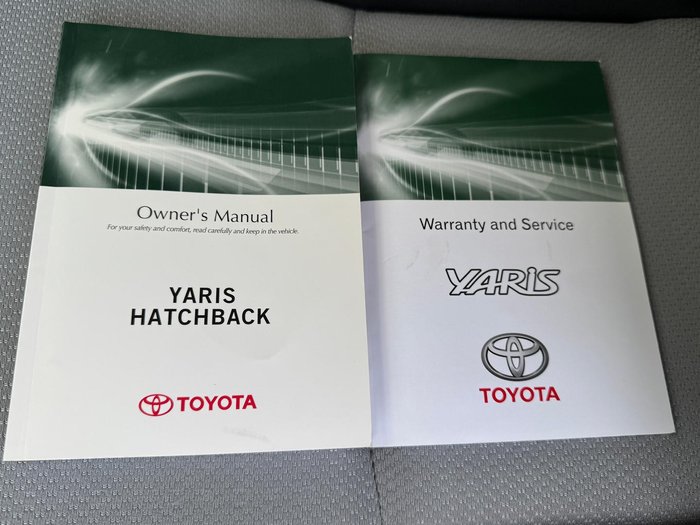 Owner's Manual
For your safety and comfort, read carefully and keep in the vehicle.
YARIS
HATCHBACK
TOYOTA
Warranty and Service
YARIS
TOYOTA